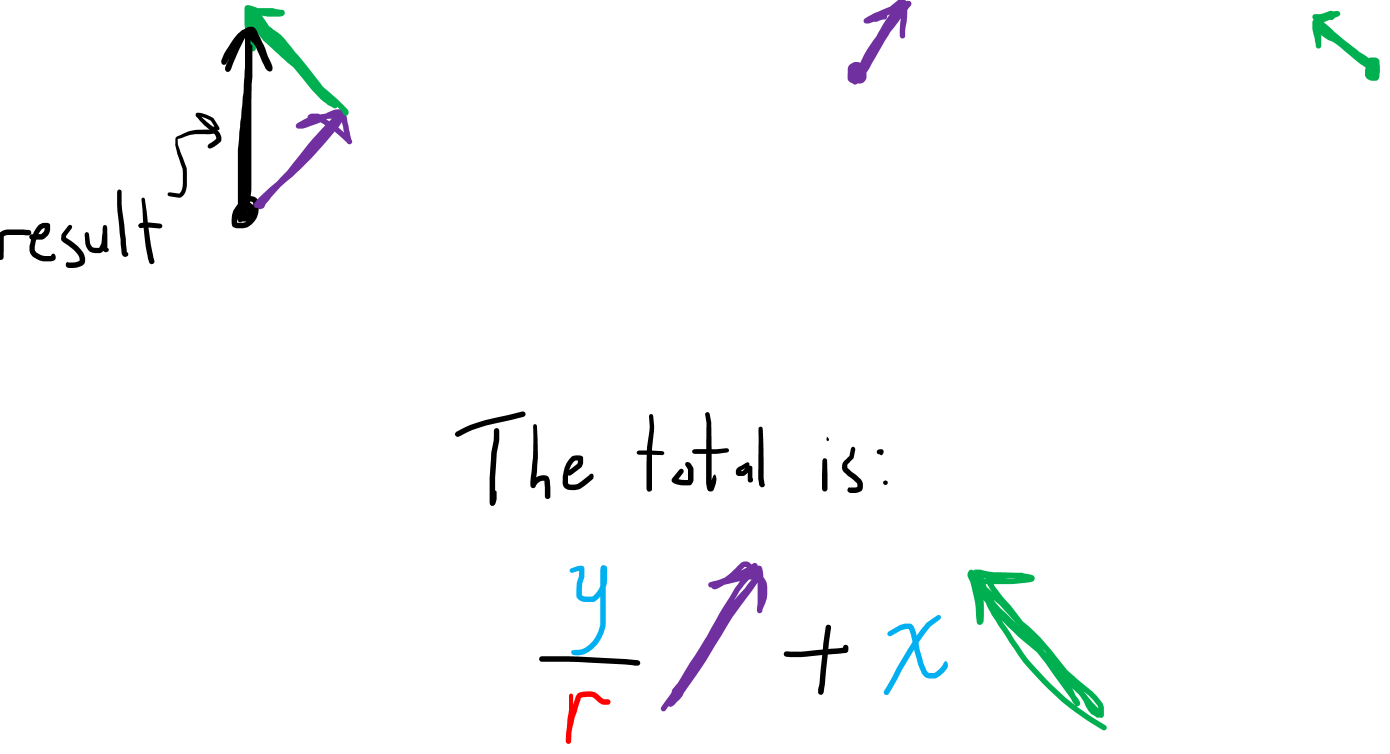 result
The total is:
y/r + x